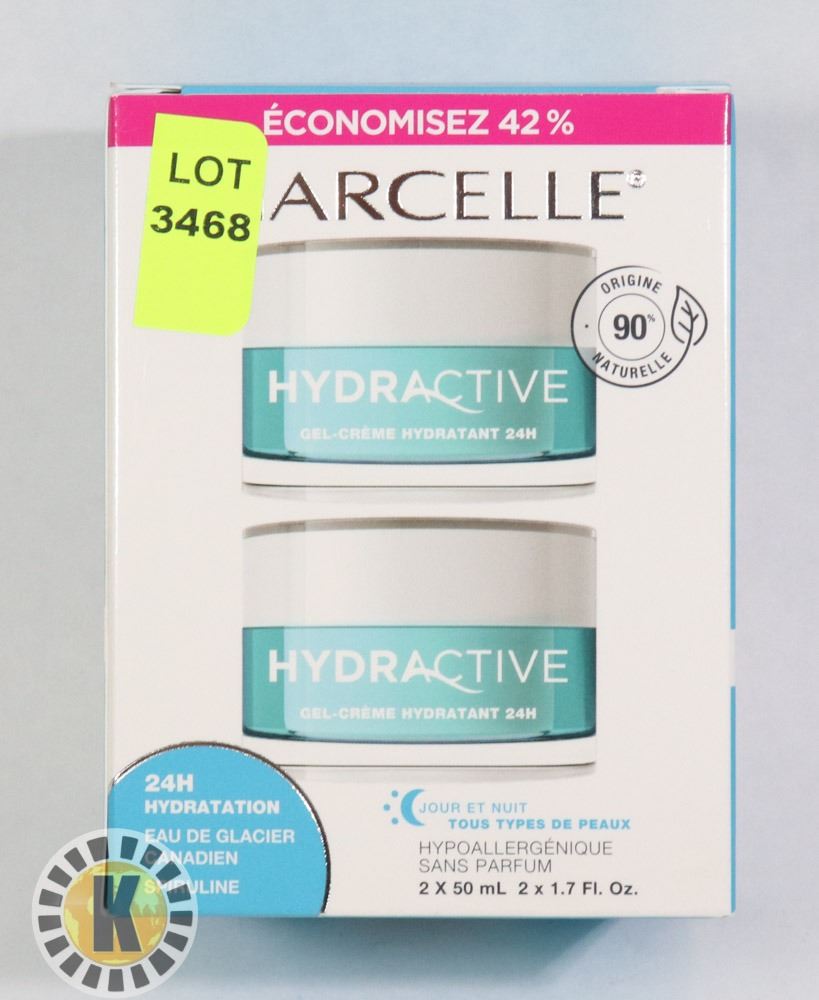 ÉCONOMISEZ 42 %
LOT
3468
ARCELLE®
ORIGINE
90%
NATURELLE
HYDRACTIVE
GEL-CRÈME HYDRATANT 24H
HYDRACTIVE
GEL-CRÈME HYDRATANT 24H
24H
HYDRATATION
EAU DE GLACIER
CANADIEN
SPIRULINE
JOUR ET NUIT
TOUS TYPES DE PEAUX
HYPOALLERGÉNIQUE
SANS PARFUM
2 X 50 mL 2 x 1.7 Fl. Oz.
K